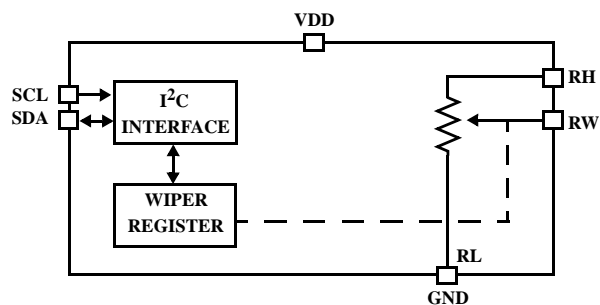 VDD
SCL
SDA
I²C
INTERFACE
WIPER
REGISTER
RH
RW
RL
GND